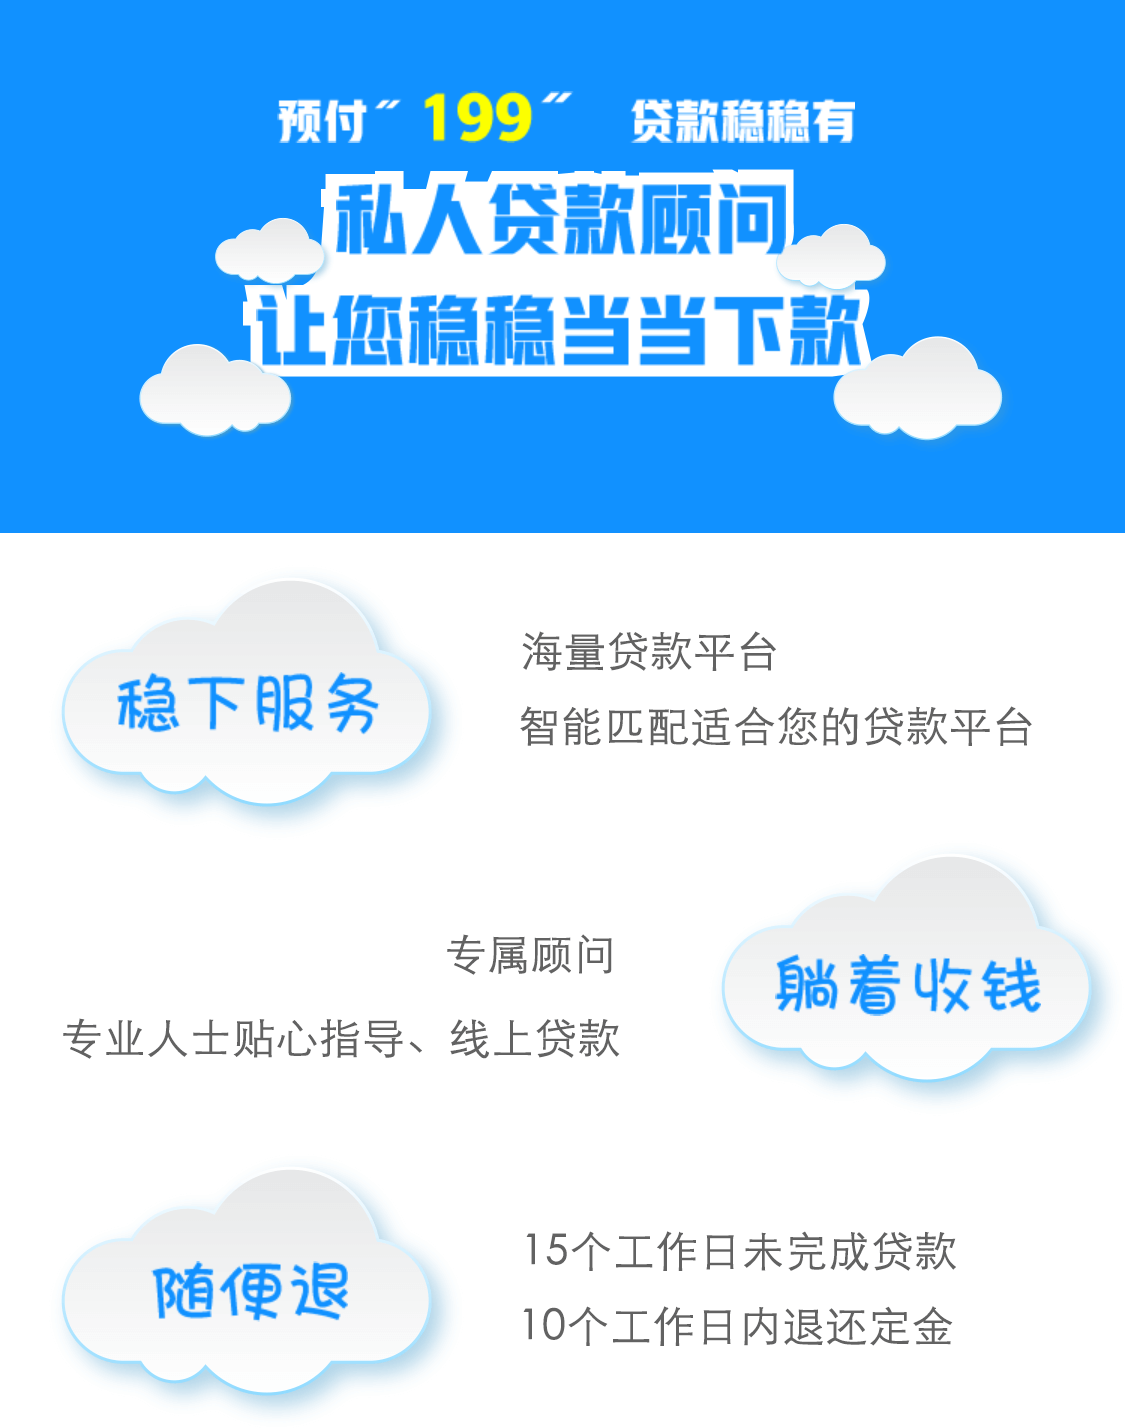 预付“199” 贷款稳稳有
私人贷款顾问
让您稳稳当当下款
稳下服务
海量贷款平台
智能匹配适合您的贷款平台
专属顾问
专业人士贴心指导、线上贷款
躺着收钱
随便退
15个工作日未完成贷款
10个工作日内退还定金